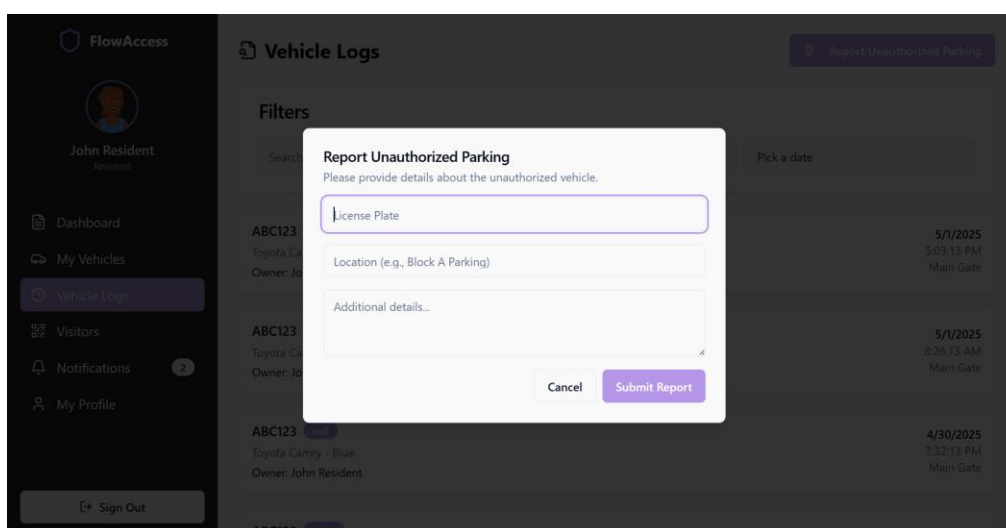 FlowAccess
John Resident
Resident
Dashboard
My Vehicles
Vehicle Logs
Visitors
Notifications 2
My Profile
Sign Out
Vehicle Logs
Report Unauthorized Parking
Filters
Search
Pick a date
Report Unauthorized Parking
Please provide details about the unauthorized vehicle.
License Plate
Location (e.g., Block A Parking)
Additional details...
Cancel
Submit Report
ABC123
5/1/2025
Toyota Ca
5:03:13 PM
Owner: Jo
Main Gate
ABC123
5/1/2025
Toyota Ca
8:26:13 AM
Owner: Jo
Main Gate
ABC123
4/30/2025
Toyota Camry - Blue
7:32:13 PM
Owner: John Resident
Main Gate